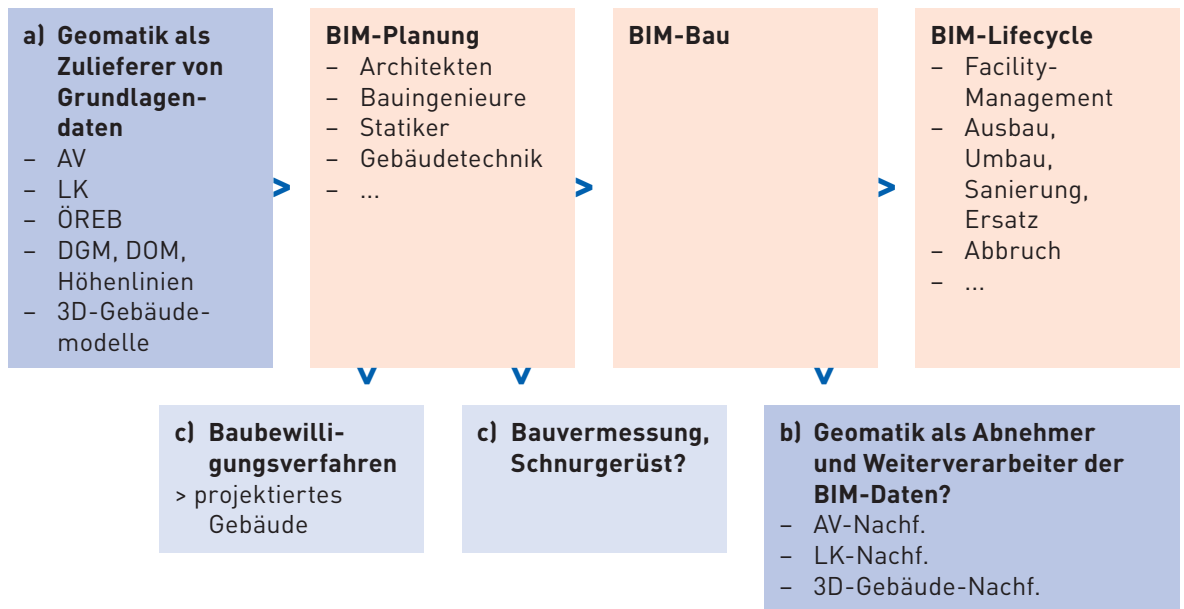 a) Geomatik als
Zulieferer von
Grundlagen-
daten
– AV
– LK
– ÖREB
– DGM, DOM,
Höhenlinien
– 3D-Gebäude-
modelle
>
BIM-Planung
– Architekten
– Bauingenieure
– Statiker
– Gebäudetechnik
– ...
>
BIM-Bau
>
BIM-Lifecycle
– Facility-
Management
– Ausbau,
Umbau,
Sanierung,
Ersatz
– Abbruch
– ...
c) Baubewilli-
gungsverfahren
> projektiertes
Gebäude
c) Bauvermessung,
Schnurgerüst?
b) Geomatik als Abnehmer
und Weiterverarbeiter der
BIM-Daten?
– AV-Nachf.
– LK-Nachf.
– 3D-Gebäude-Nachf.